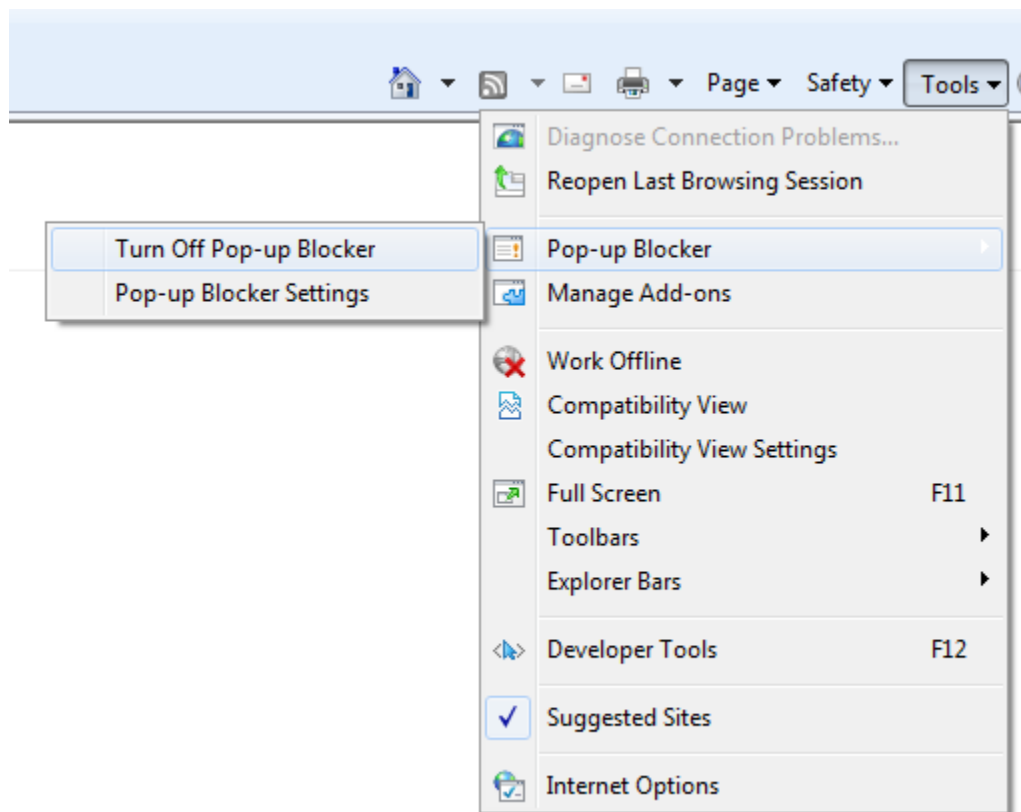 Page Safety Tools
Diagnose Connection Problems...
Reopen Last Browsing Session
Turn Off Pop-up Blocker
Pop-up Blocker Settings
Pop-up Blocker
Manage Add-ons
Work Offline
Compatibility View
Compatibility View Settings
Full Screen F11
Toolbars
Explorer Bars
Developer Tools F12
Suggested Sites
Internet Options